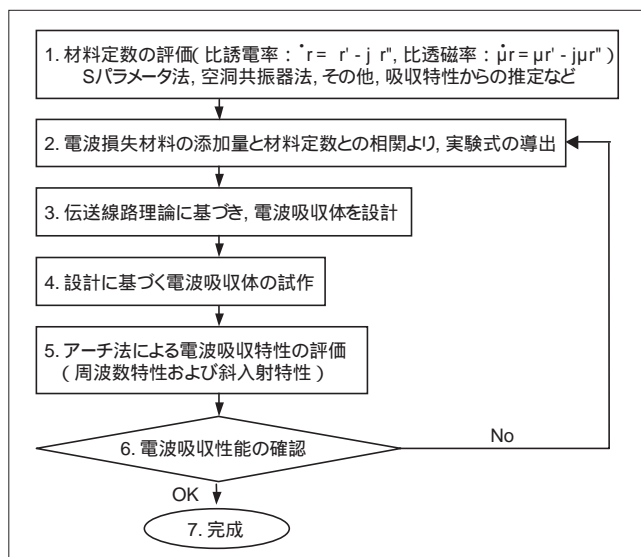 1. 材料定数の評価( 比誘電率 : ṙ = r' - j r", 比透磁率 : μ̇r = μr' - jμr" )
Sパラメータ法, 空洞共振器法, その他, 吸収特性からの推定など
2. 電波損失材料の添加量と材料定数との相関より, 実験式の導出
3. 伝送線路理論に基づき, 電波吸収体を設計
4. 設計に基づく電波吸収体の試作
5. アーチ法による電波吸収特性の評価
( 周波数特性および斜入射特性 )
6. 電波吸収性能の確認
No
OK
7. 完成